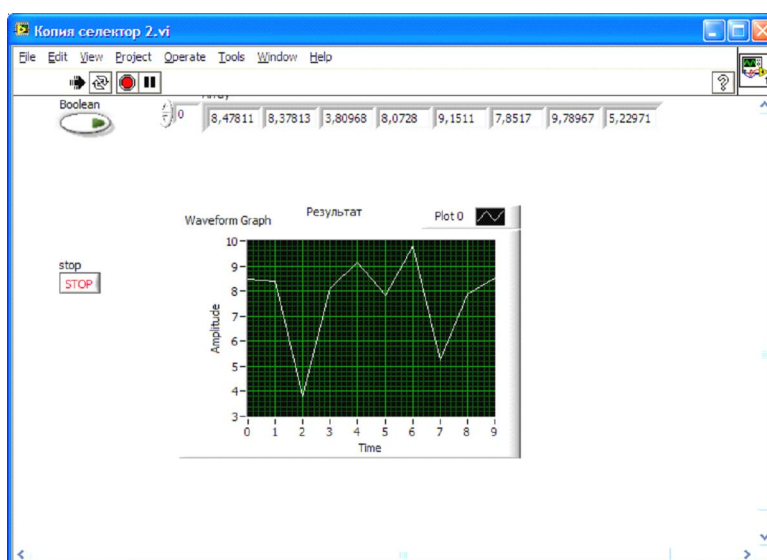 Копия селектор 2.vi
File Edit View Project Operate Tools Window Help
Array
Boolean
0 8,47811 8,37813 3,80968 8,0728 9,1511 7,8517 9,78967 5,22971
Waveform Graph Результат Plot 0
stop
STOP
Amplitude
10
9
8
7
6
5
4
3
0 1 2 3 4 5 6 7 8 9
Time